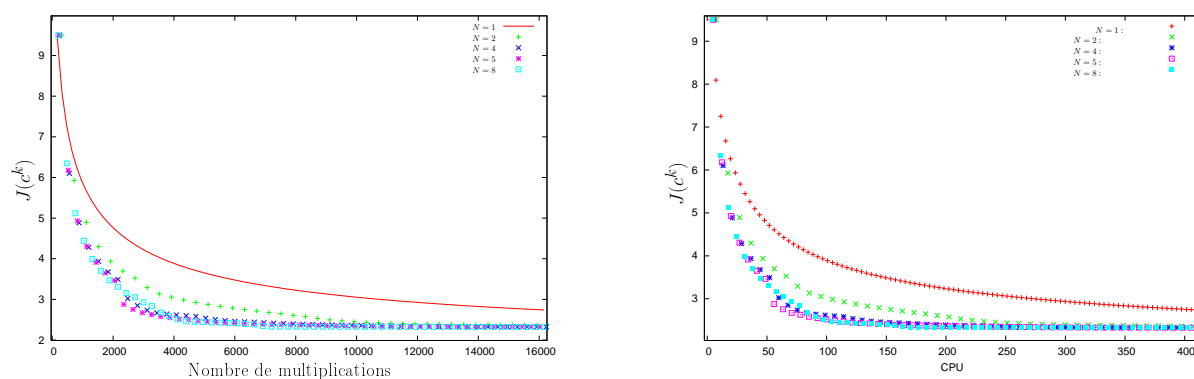 N = 1
N = 2
N = 4
N = 5
N = 8
9
8
7
6
5
4
3
2
J(c^k)
0 2000 4000 6000 8000 10000 12000 14000 16000
Nombre de multiplications
N = 1 :
N = 2 :
N = 4 :
N = 5 :
N = 8 :
9
8
7
6
5
4
3
J(c^k)
0 50 100 150 200 250 300 350 400
CPU